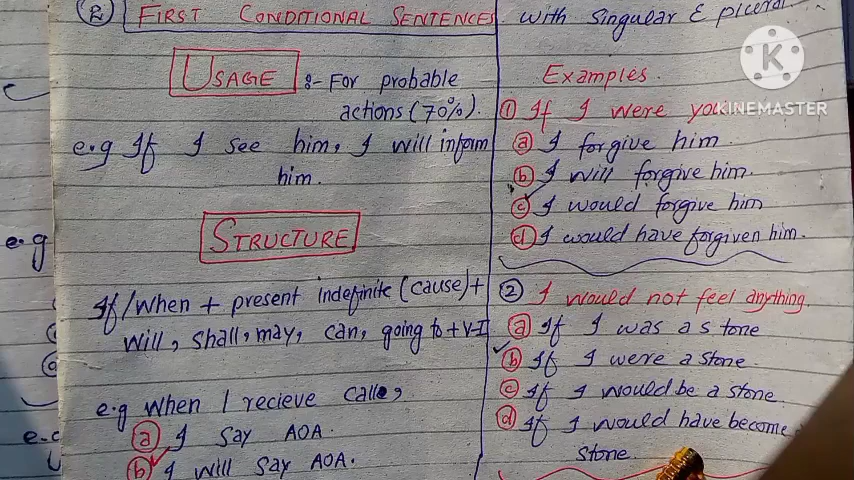 ② FIRST CONDITIONAL SENTENCES
USAGE :- For probable
actions (70%).
e.g If I see him, I will inform
him.
STRUCTURE
If/When + present indefinite (cause) +
will, shall, may, can, going to + V-I
e.g When I recieve call,
ⓐ I say AOA.
ⓑ I will say AOA.
with singular & plural
Examples.
① If I were you
ⓐ I forgive him.
ⓑ I will forgive him.
ⓒ I would forgive him
ⓓ I would have forgiven him.
② I would not feel anything
ⓐ If I was a stone
ⓑ If I were a stone.
ⓒ If I would be a stone
ⓓ If I would have become
stone.
KINEMASTER
e.g